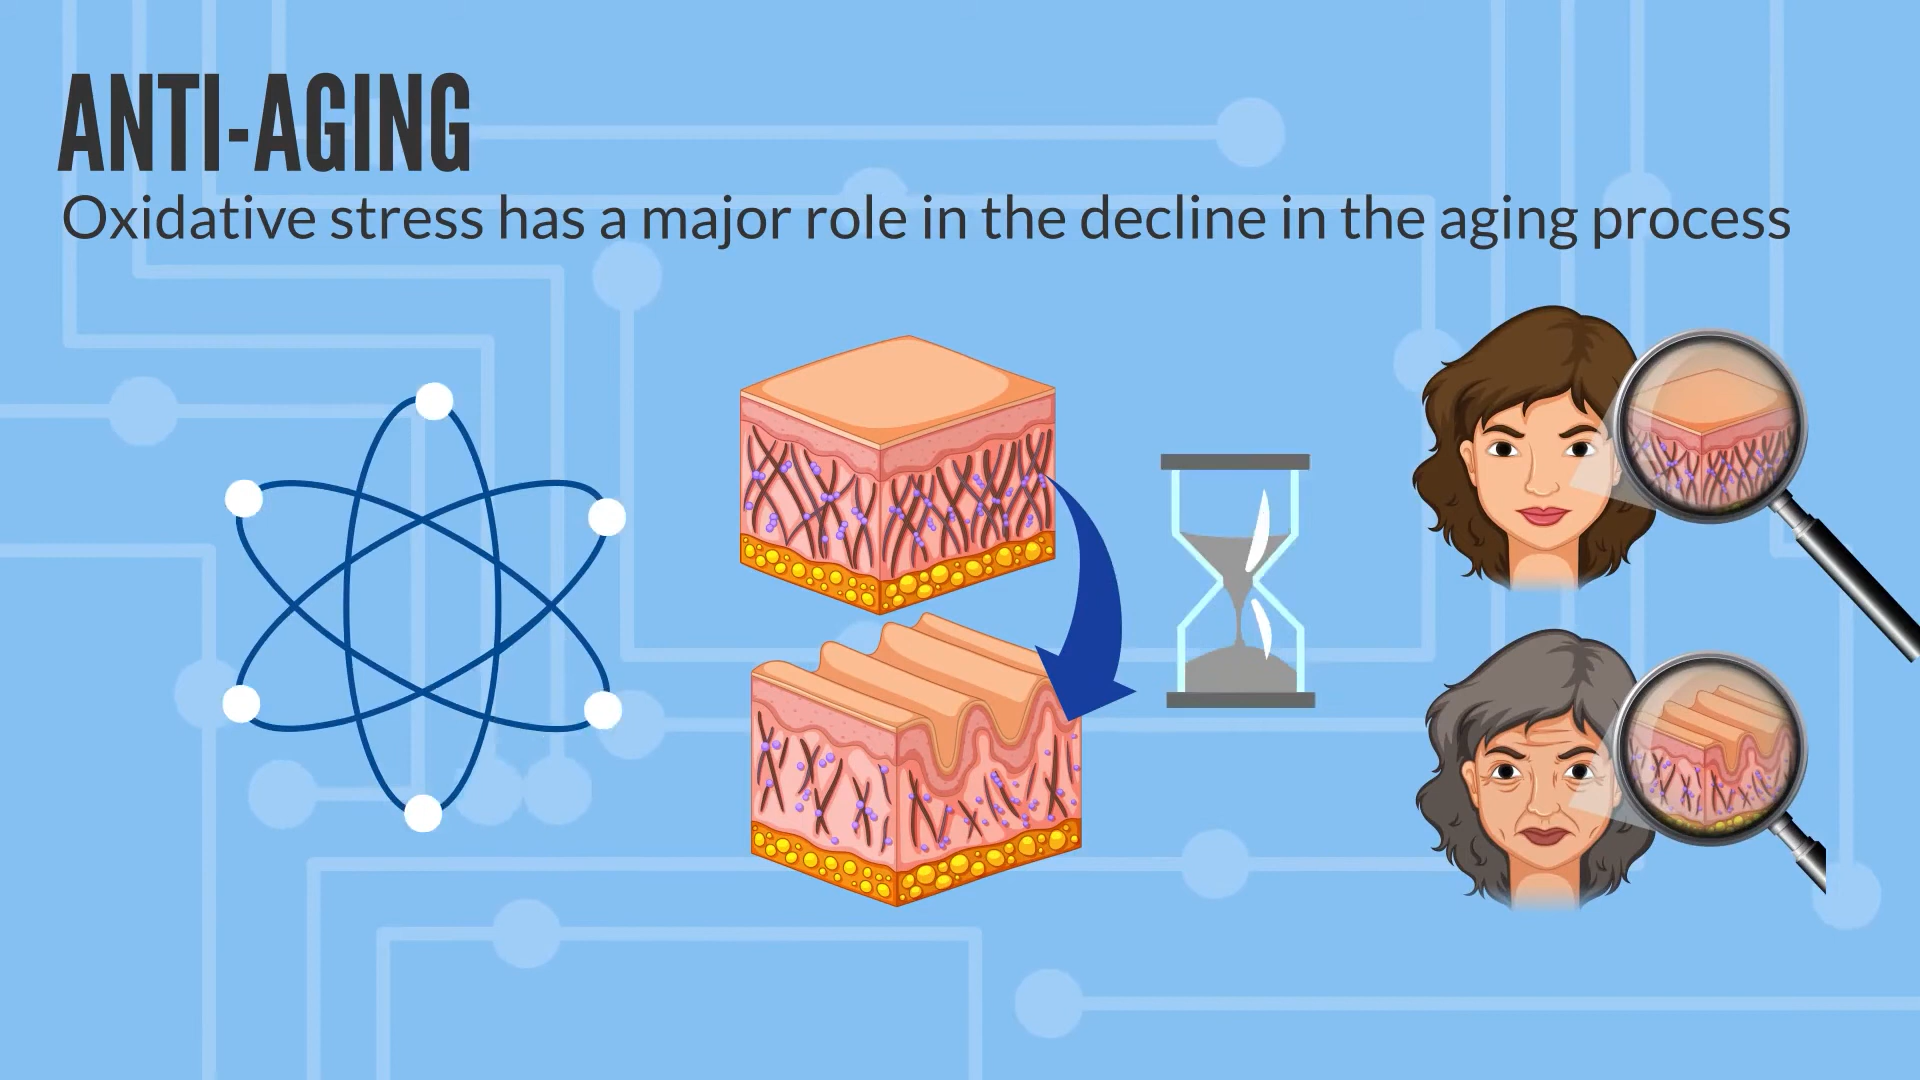 ANTI-AGING
Oxidative stress has a major role in the decline in the aging process